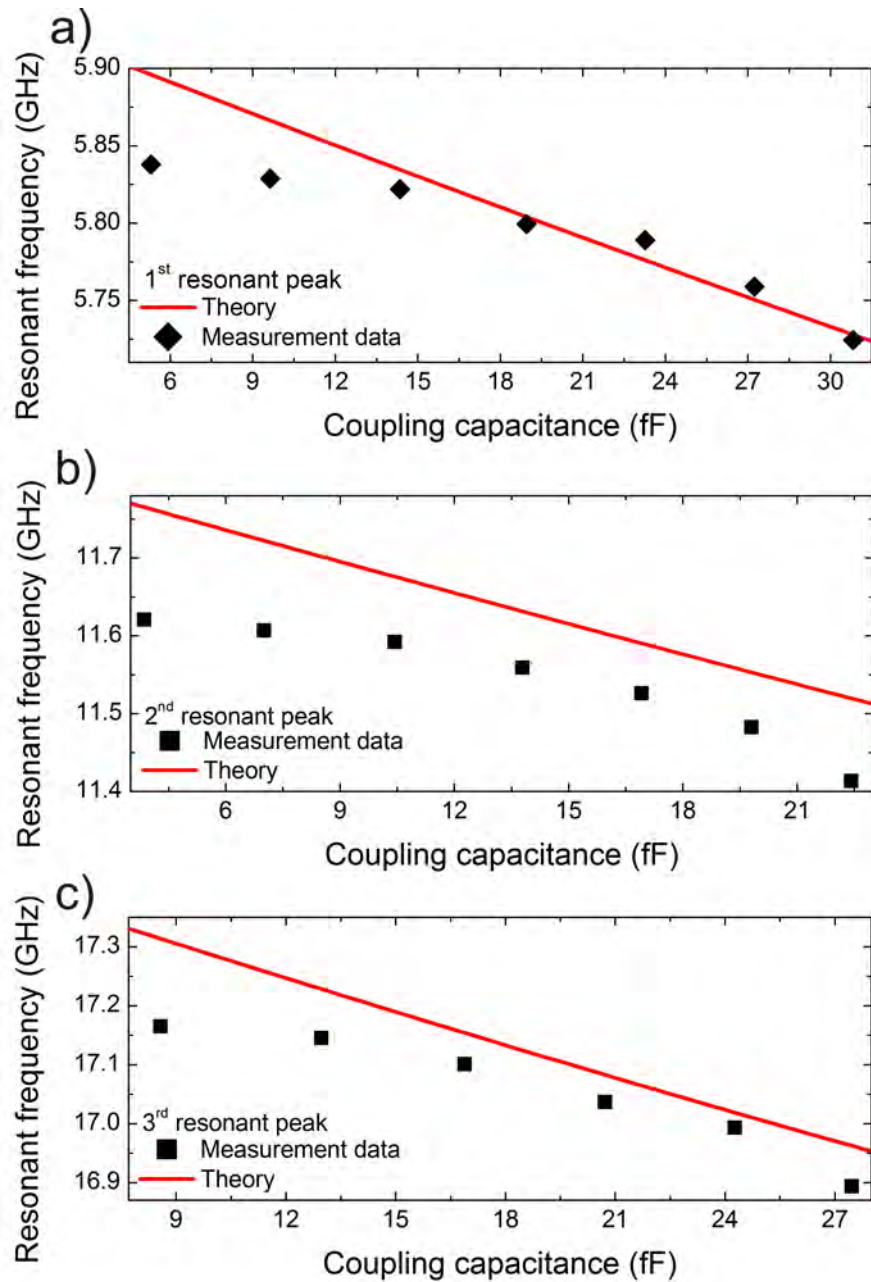 a)
Resonant frequency (GHz)
5.90
5.85
5.80
5.75
1st resonant peak
Theory
Measurement data
6 9 12 15 18 21 24 27 30
Coupling capacitance (fF)
b)
Resonant frequency (GHz)
11.7
11.6
11.5
11.4
2nd resonant peak
Measurement data
Theory
6 9 12 15 18 21
Coupling capacitance (fF)
c)
Resonant frequency (GHz)
17.3
17.2
17.1
17.0
16.9
3rd resonant peak
Measurement data
Theory
9 12 15 18 21 24 27
Coupling capacitance (fF)